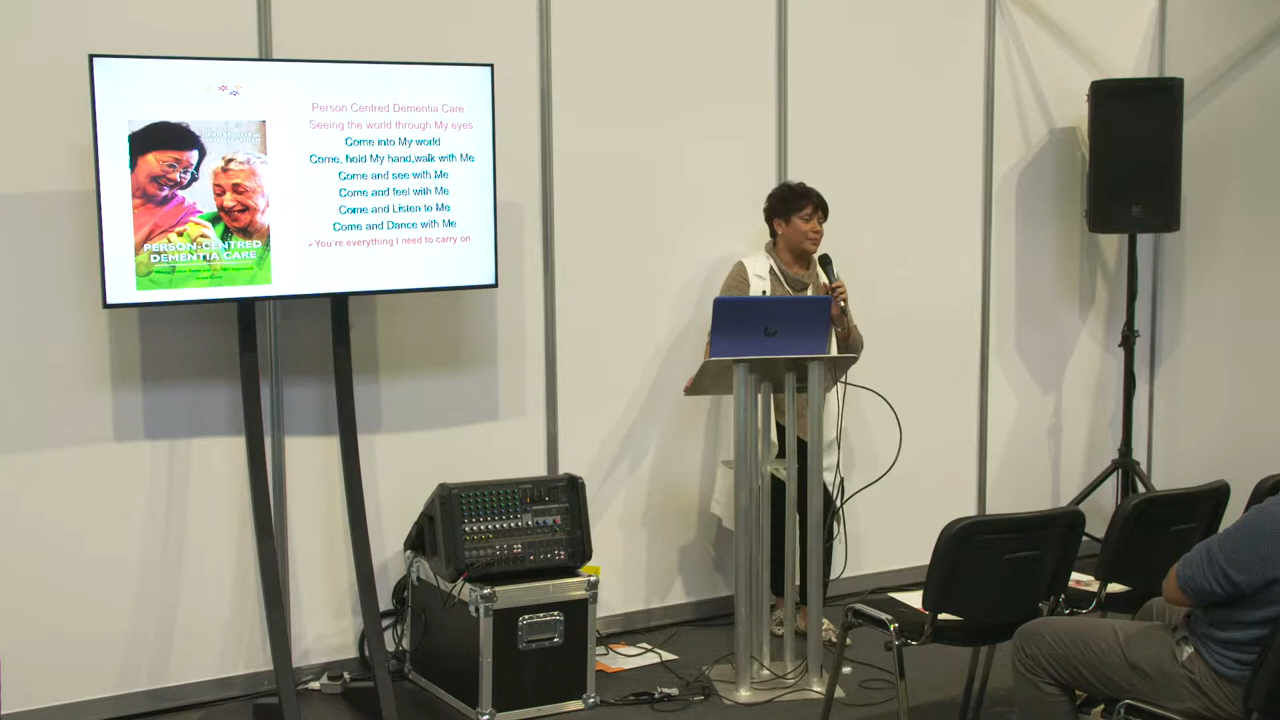 Person Centred Dementia Care :
Seeing the world through My eyes
Come into My world
Come, hold My hand,walk with Me
Come and see with Me
Come and feel with Me
Come and Listen to Me
Come and Dance with Me
- You're everything I need to carry on
PERSON-CENTRED
DEMENTIA CARE